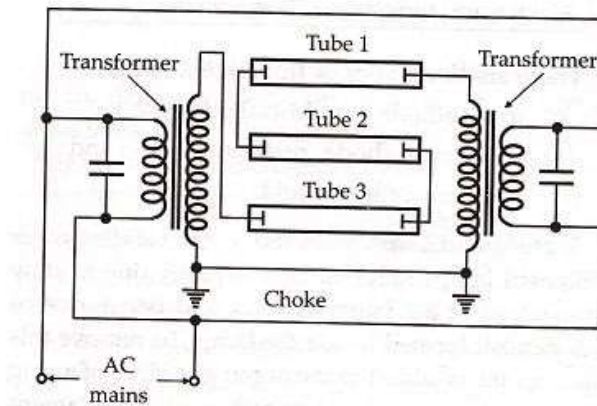 Tube 1
Transformer
Transformer
Tube 2
Tube 3
Choke
AC
mains